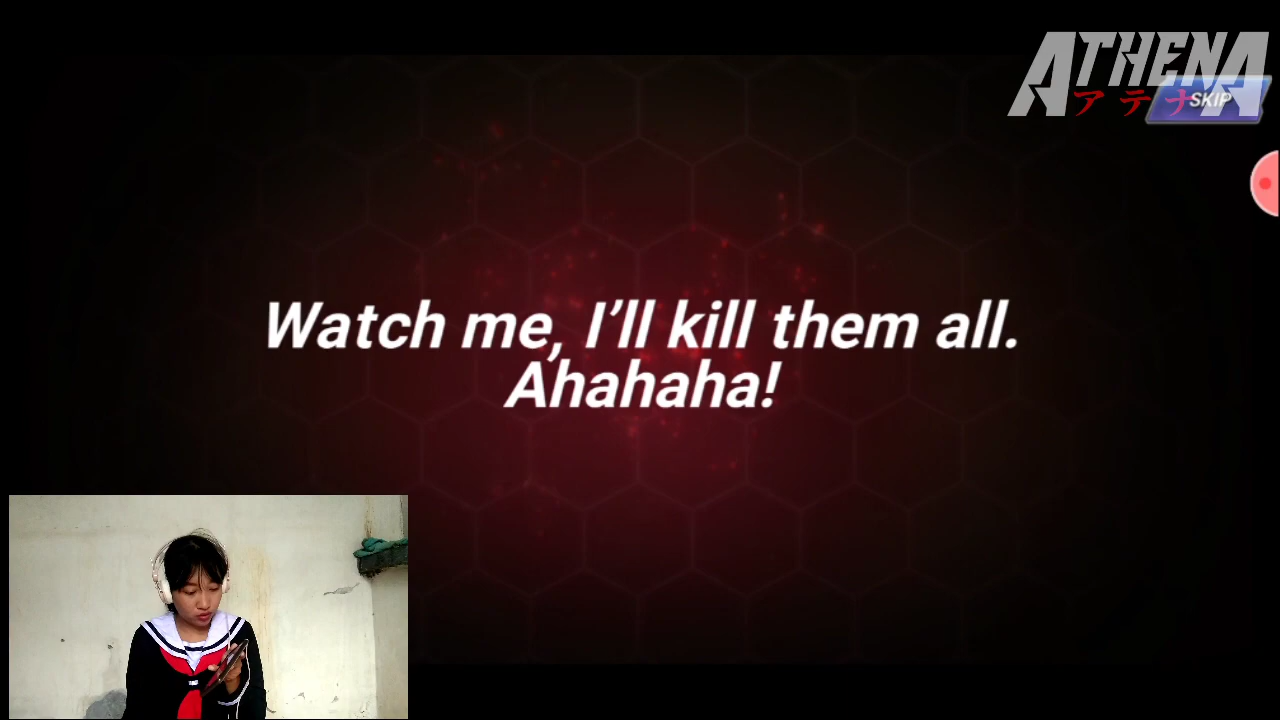 ATHENA
アテナ
SKIP
Watch me, I’ll kill them all.
Ahahaha!